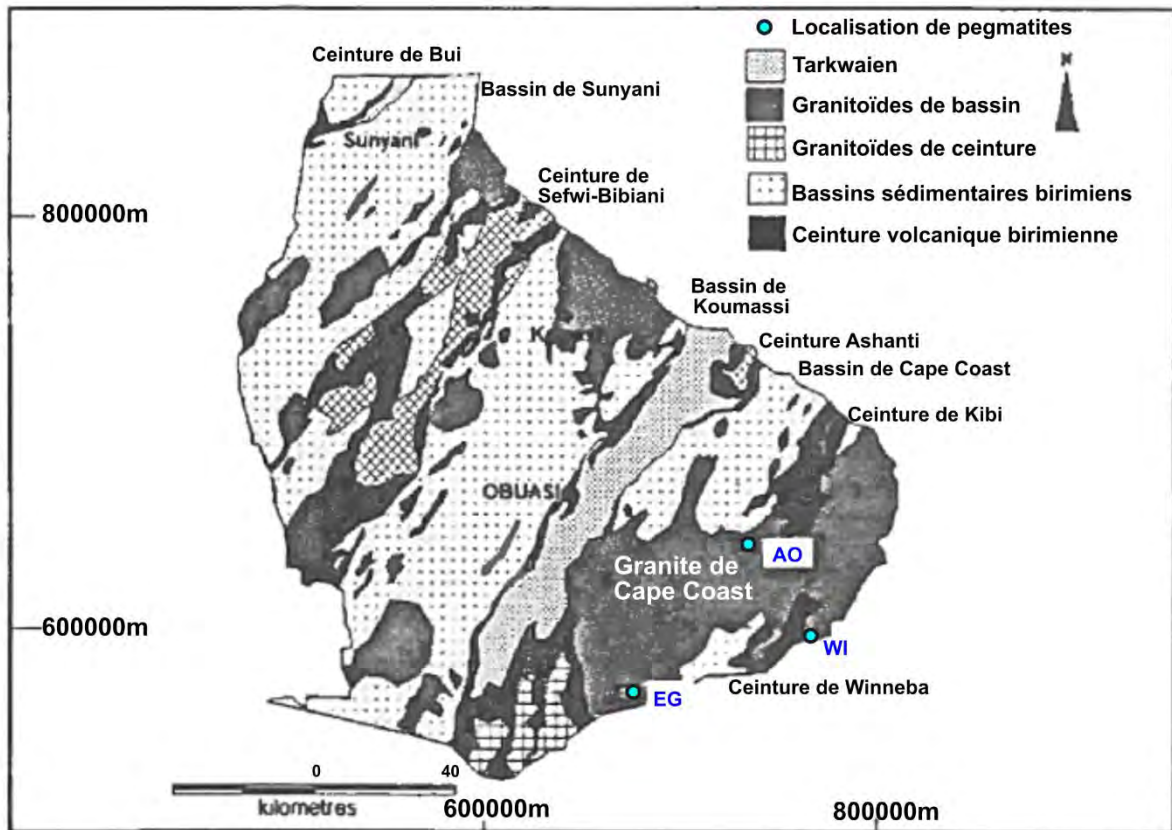 Ceinture de Bui
Bassin de Sunyani
Sunyani
Ceinture de
Sefwi-Bibiani
Localisation de pegmatites
Tarkwaien
Granitoïdes de bassin
Granitoïdes de ceinture
Bassins sédimentaires birimiens
Ceinture volcanique birimienne
800000m
Bassin de
Koumassi
Ceinture Ashanti
Bassin de Cape Coast
Ceinture de Kibi
OBUASI
Granite de
Cape Coast
AO
600000m
WI
EG
Ceinture de Winneba
0 40
kilometres
600000m
800000m